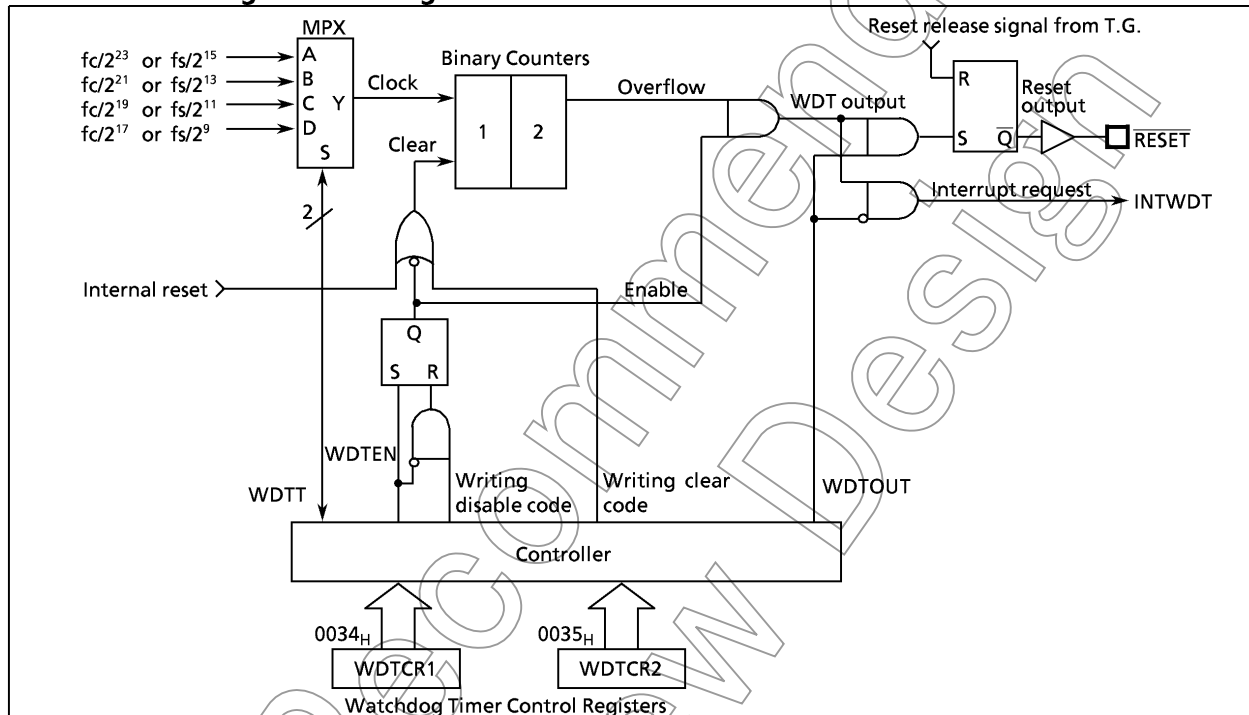 MPX
Reset release signal from T.G.
fc/2²³ or fs/2¹⁵
fc/2²¹ or fs/2¹³
fc/2¹⁹ or fs/2¹¹
fc/2¹⁷ or fs/2⁹
A
B
C
D
Y
S
Clock
Binary Counters
1
2
Clear
Overflow
WDT output
R
S
Q̅
Reset
output
R̅E̅S̅E̅T̅
Interrupt request
INTWDT
2
Internal reset
Enable
Q
S R
WDTEN
WDTT
Writing
disable code
Writing clear
code
WDTOUT
Controller
0034H
WDTCR1
0035H
WDTCR2
Watchdog Timer Control Registers